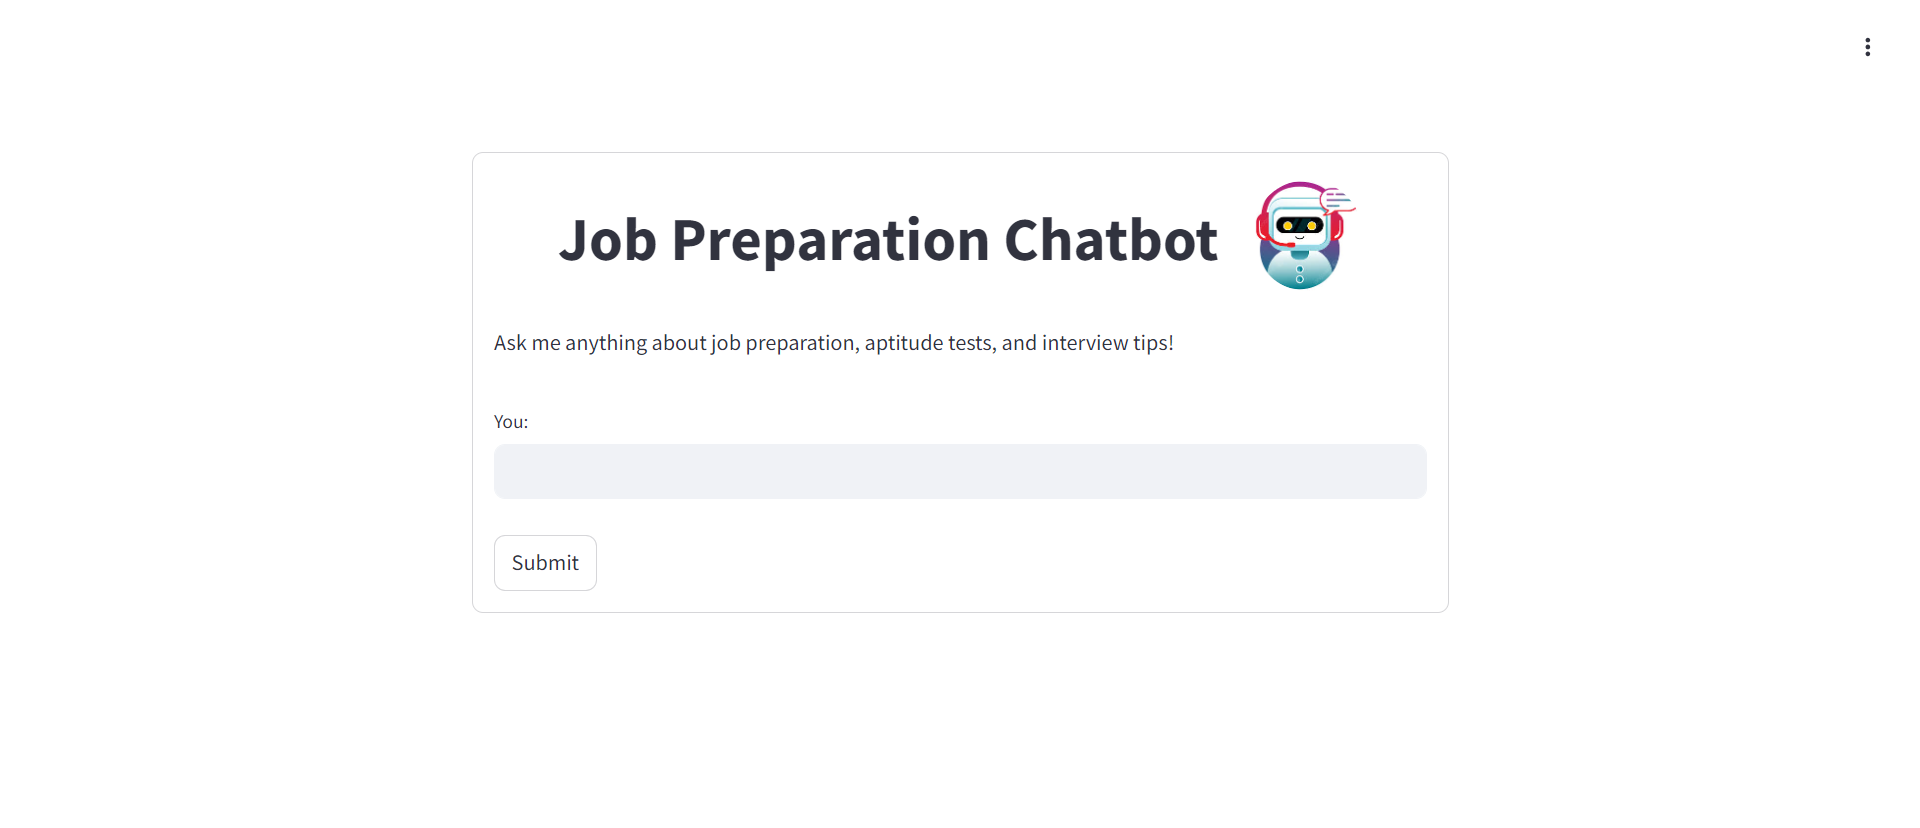 Job Preparation Chatbot
Ask me anything about job preparation, aptitude tests, and interview tips!
You:
Submit